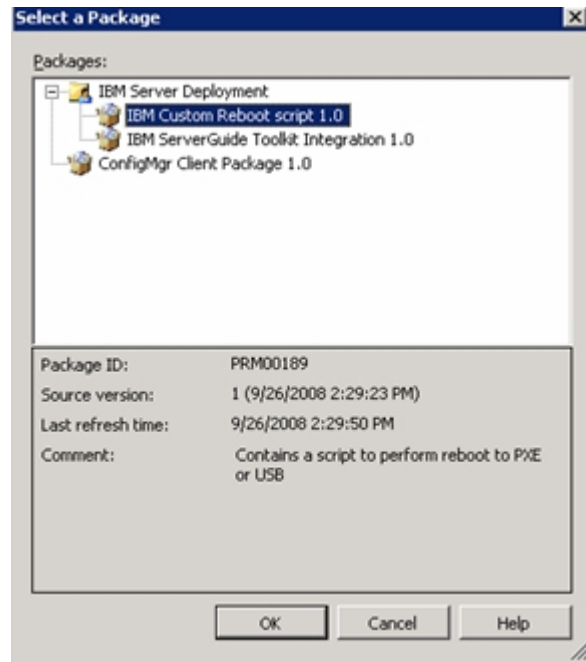 Select a Package
Packages:
IBM Server Deployment
IBM Custom Reboot script 1.0
IBM ServerGuide Toolkit Integration 1.0
ConfigMgr Client Package 1.0
Package ID: PRM00189
Source version: 1 (9/26/2008 2:29:23 PM)
Last refresh time: 9/26/2008 2:29:50 PM
Comment: Contains a script to perform reboot to PXE
or USB
OK Cancel Help